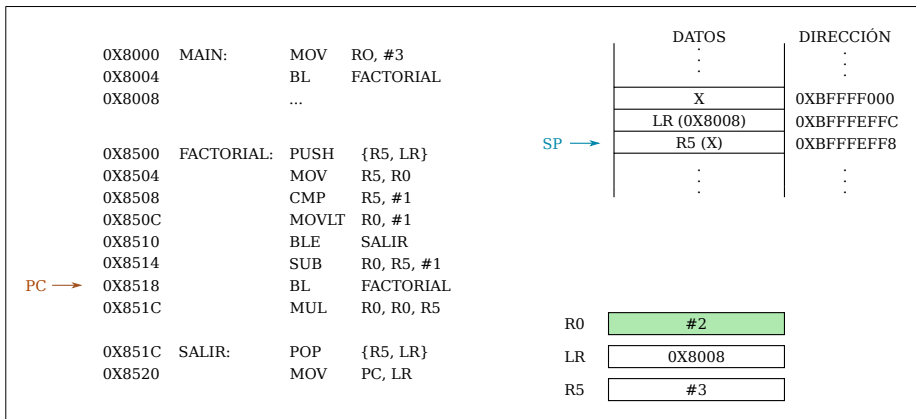 0X8000 MAIN: MOV RO, #3
0X8004 BL FACTORIAL
0X8008 ...
0X8500 FACTORIAL: PUSH {R5, LR}
0X8504 MOV R5, R0
0X8508 CMP R5, #1
0X850C MOVLT R0, #1
0X8510 BLE SALIR
0X8514 SUB R0, R5, #1
PC 0X8518 BL FACTORIAL
0X851C MUL R0, R0, R5
0X851C SALIR: POP {R5, LR}
0X8520 MOV PC, LR
DATOS DIRECCIÓN
X 0XBFFFF000
LR (0X8008) 0XBFFFEFFC
SP R5 (X) 0XBFFFEFF8
R0 #2
LR 0X8008
R5 #3